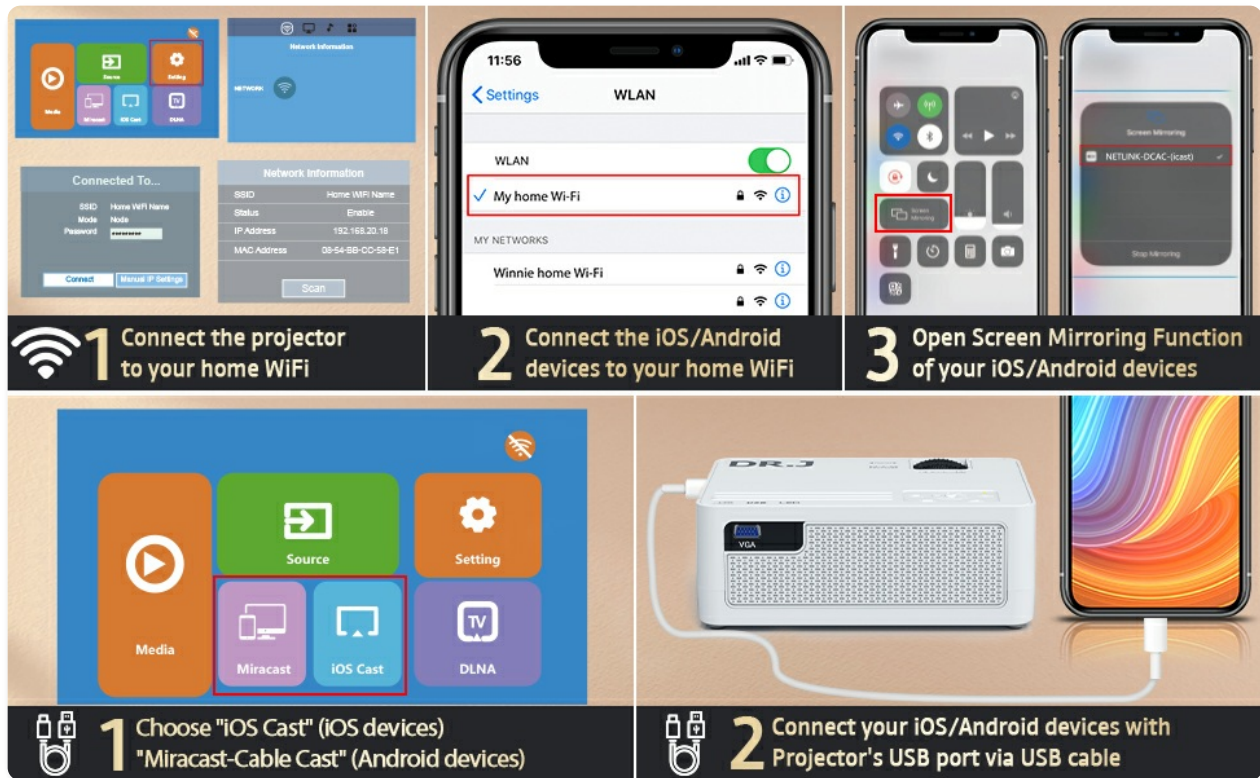 Source
Setting
Media
Miracast
iOS Cast
DLNA
Network Information
NETWORK
Connected To...
SSID Home WiFi Name
Mode Node
Password
Connect
Manual IP Settings
Network Information
SSID Home WIFI Name
Status Enable
IP Address 192.168.20.18
MAC Address 08-54-BB-CC-58-E1
Scan
1 Connect the projector
to your home WiFi
11:56
Settings
WLAN
WLAN
My home Wi-Fi
MY NETWORKS
Winnie home Wi-Fi
2 Connect the iOS/Android
devices to your home WiFi
Screen
Mirroring
Screen Mirroring
NETLINK-DCAC-(icast)
Stop Mirroring
3 Open Screen Mirroring Function
of your iOS/Android devices
Source
Setting
Media
Miracast
iOS Cast
TV
DLNA
1 Choose "iOS Cast" (iOS devices)
"Miracast-Cable Cast" (Android devices)
DR.J
VGA
2 Connect your iOS/Android devices with
Projector's USB port via USB cable